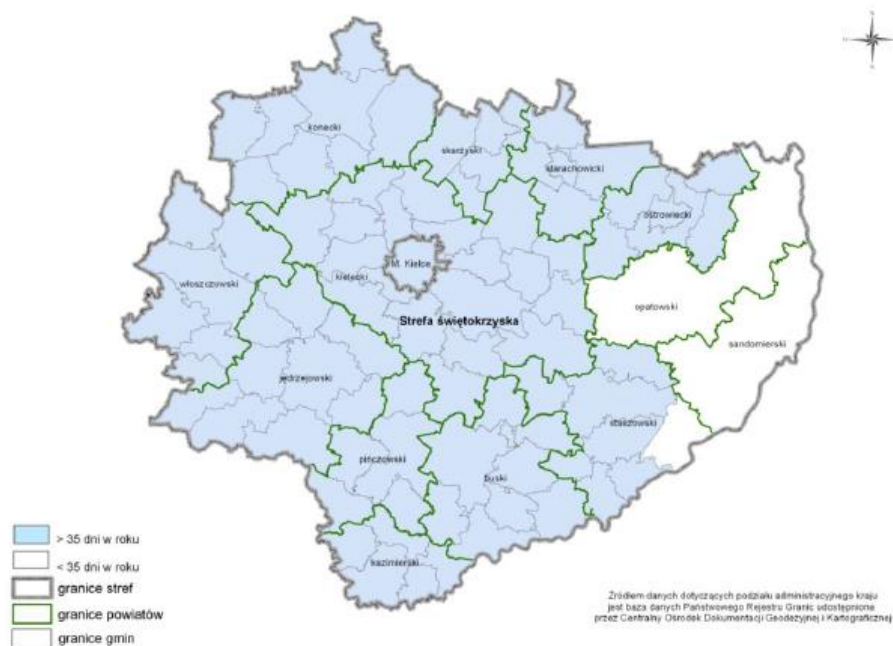 konecki
skarżyski
starachowicki
ostrowiecki
M. Kielce
kielecki
włoszczowski
opatowski
Strefa świętokrzyska
sandomierski
jędrzejowski
staszowski
pińczowski
buski
kazimierski
> 35 dni w roku
< 35 dni w roku
granice stref
granice powiatów
granice gmin
Źródłem danych dotyczących podziału administracyjnego kraju
jest baza danych Państwowego Rejestru Granic udostępniona
przez Centralny Ośrodek Dokumentacji Geodezyjnej i Kartograficznej